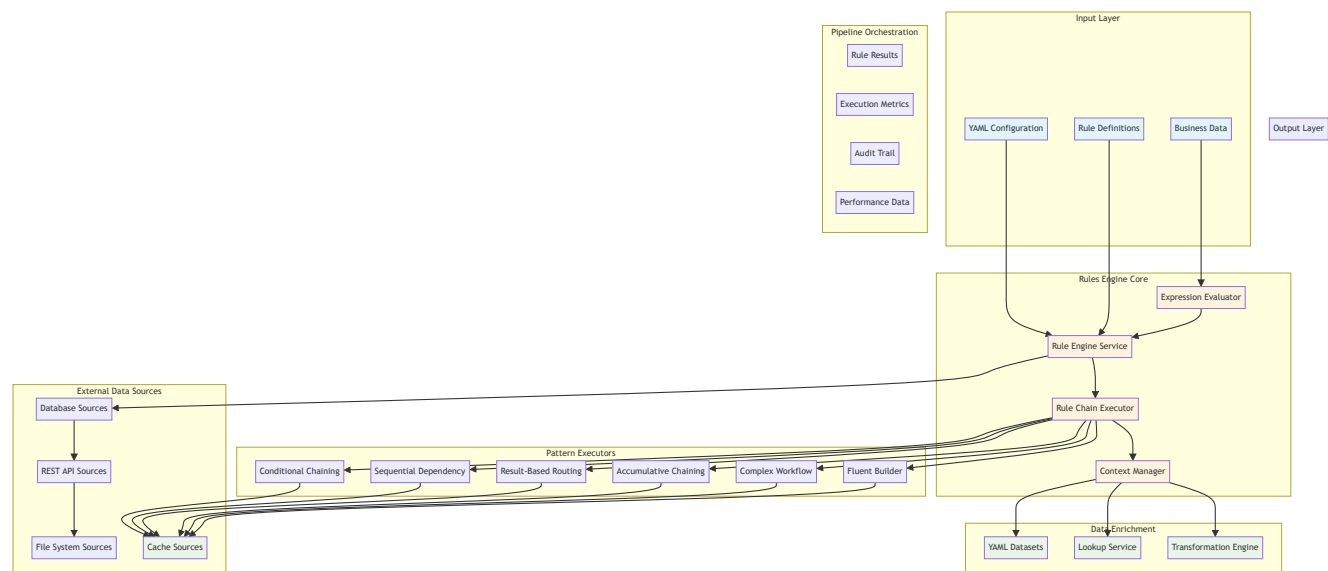 Input Layer
Pipeline Orchestration
Rule Results
Execution Metrics
YAML Configuration
Rule Definitions
Business Data
Output Layer
Audit Trail
Performance Data
Rules Engine Core
Expression Evaluator
Rule Engine Service
External Data Sources
Database Sources
Rule Chain Executor
Pattern Executors
REST API Sources
Conditional Chaining
Sequential Dependency
Result-Based Routing
Accumulative Chaining
Complex Workflow
Fluent Builder
Context Manager
Data Enrichment
File System Sources
Cache Sources
YAML Datasets
Lookup Service
Transformation Engine